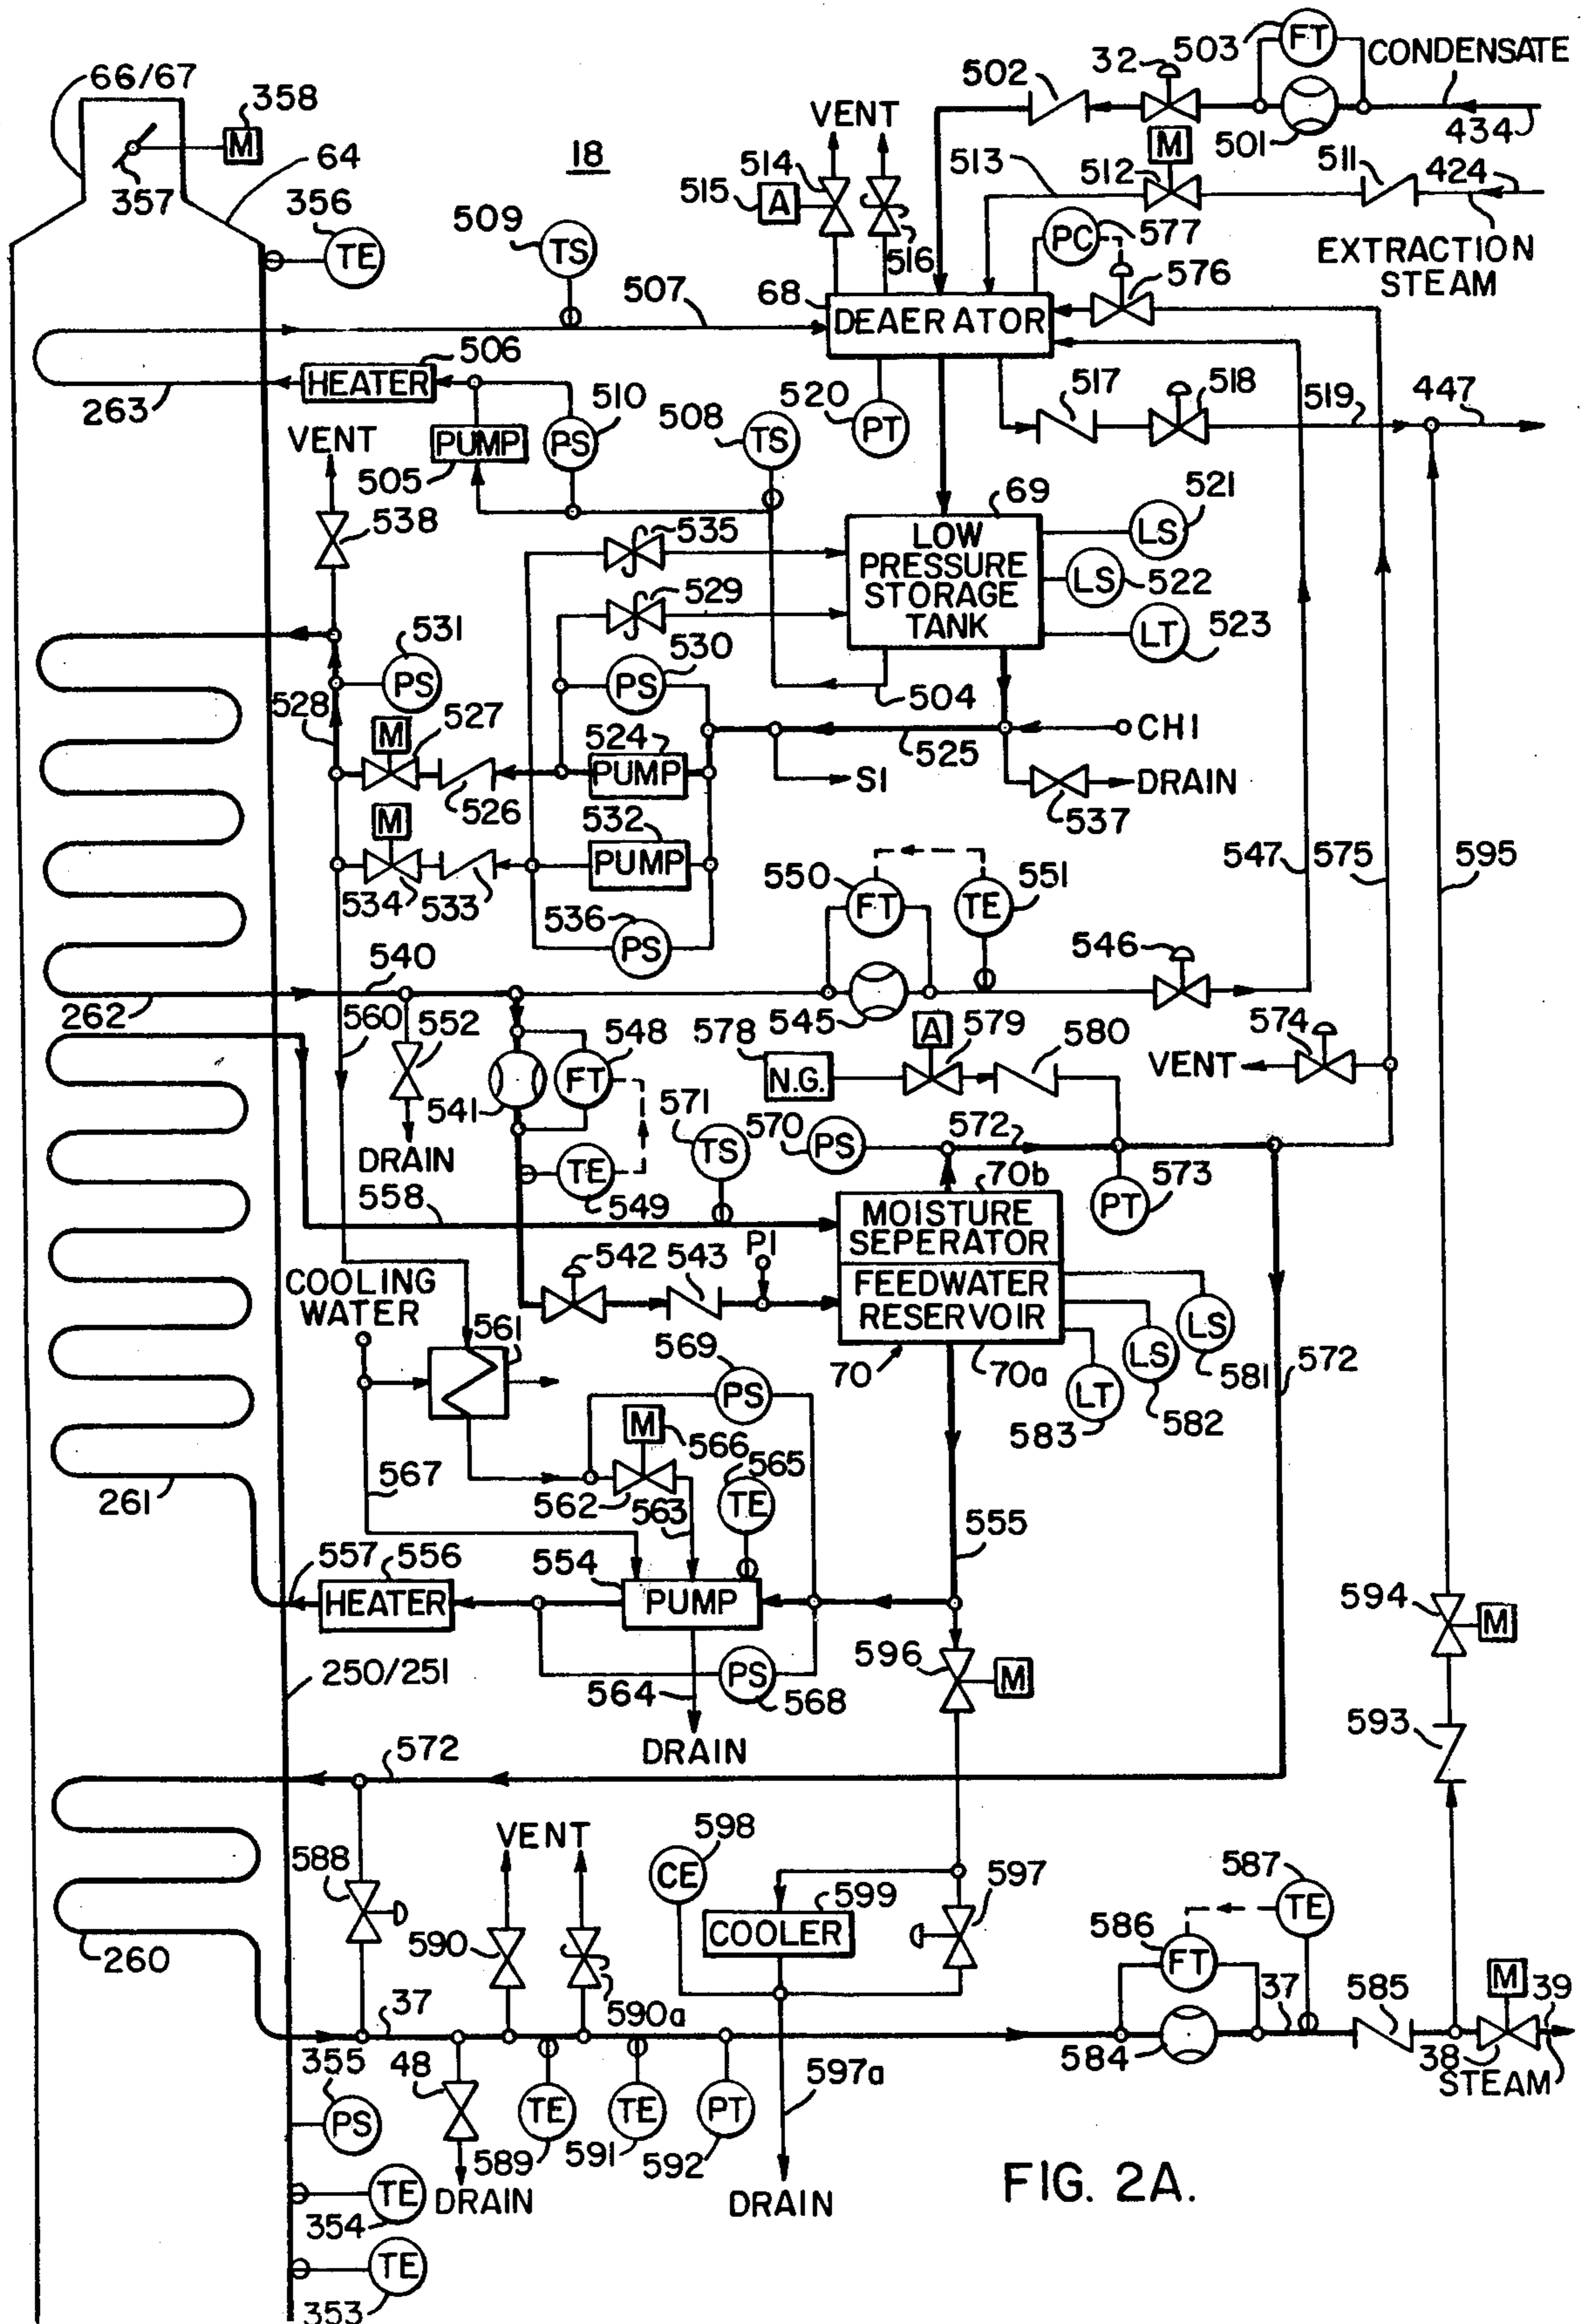 66/67
M
358
64
357
356
TE
18
VENT
514
515
A
516
502
32
503
FT
CONDENSATE
434
501
M
513
512
511
424
EXTRACTION
STEAM
PC
577
576
509
TS
507
68
DEAERATOR
506
HEATER
263
510
PS
PUMP
505
508
TS
520
PT
517
518
519
447
VENT
538
535
529
69
LOW
PRESSURE
STORAGE
TANK
521
LS
LS
522
LT
523
531
PS
530
PS
504
528
M
527
524
PUMP
525
CH1
S1
DRAIN
526
537
M
532
PUMP
534
533
536
PS
550
FT
TE
551
546
547
575
595
540
262
560
552
545
548
FT
541
DRAIN
578
N.G.
A
579
580
574
VENT
571
TS
570
PS
572
573
PT
TE
549
558
70b
MOISTURE
SEPERATOR
P1
542
543
FEEDWATER
RESERVOIR
COOLING
WATER
561
569
PS
70
70a
LS
581
LS
582
LT
583
572
M
566
565
TE
562
563
261
567
555
557
556
554
HEATER
PUMP
250/251
564
PS
568
DRAIN
596
M
594
M
593
572
588
260
VENT
590
590a
598
CE
599
COOLER
597
587
TE
586
FT
M
39
37
584
37
585
38
STEAM
355
PS
48
TE
589
TE
591
PT
592
597a
TE
354
DRAIN
DRAIN
TE
353
FIG. 2A.